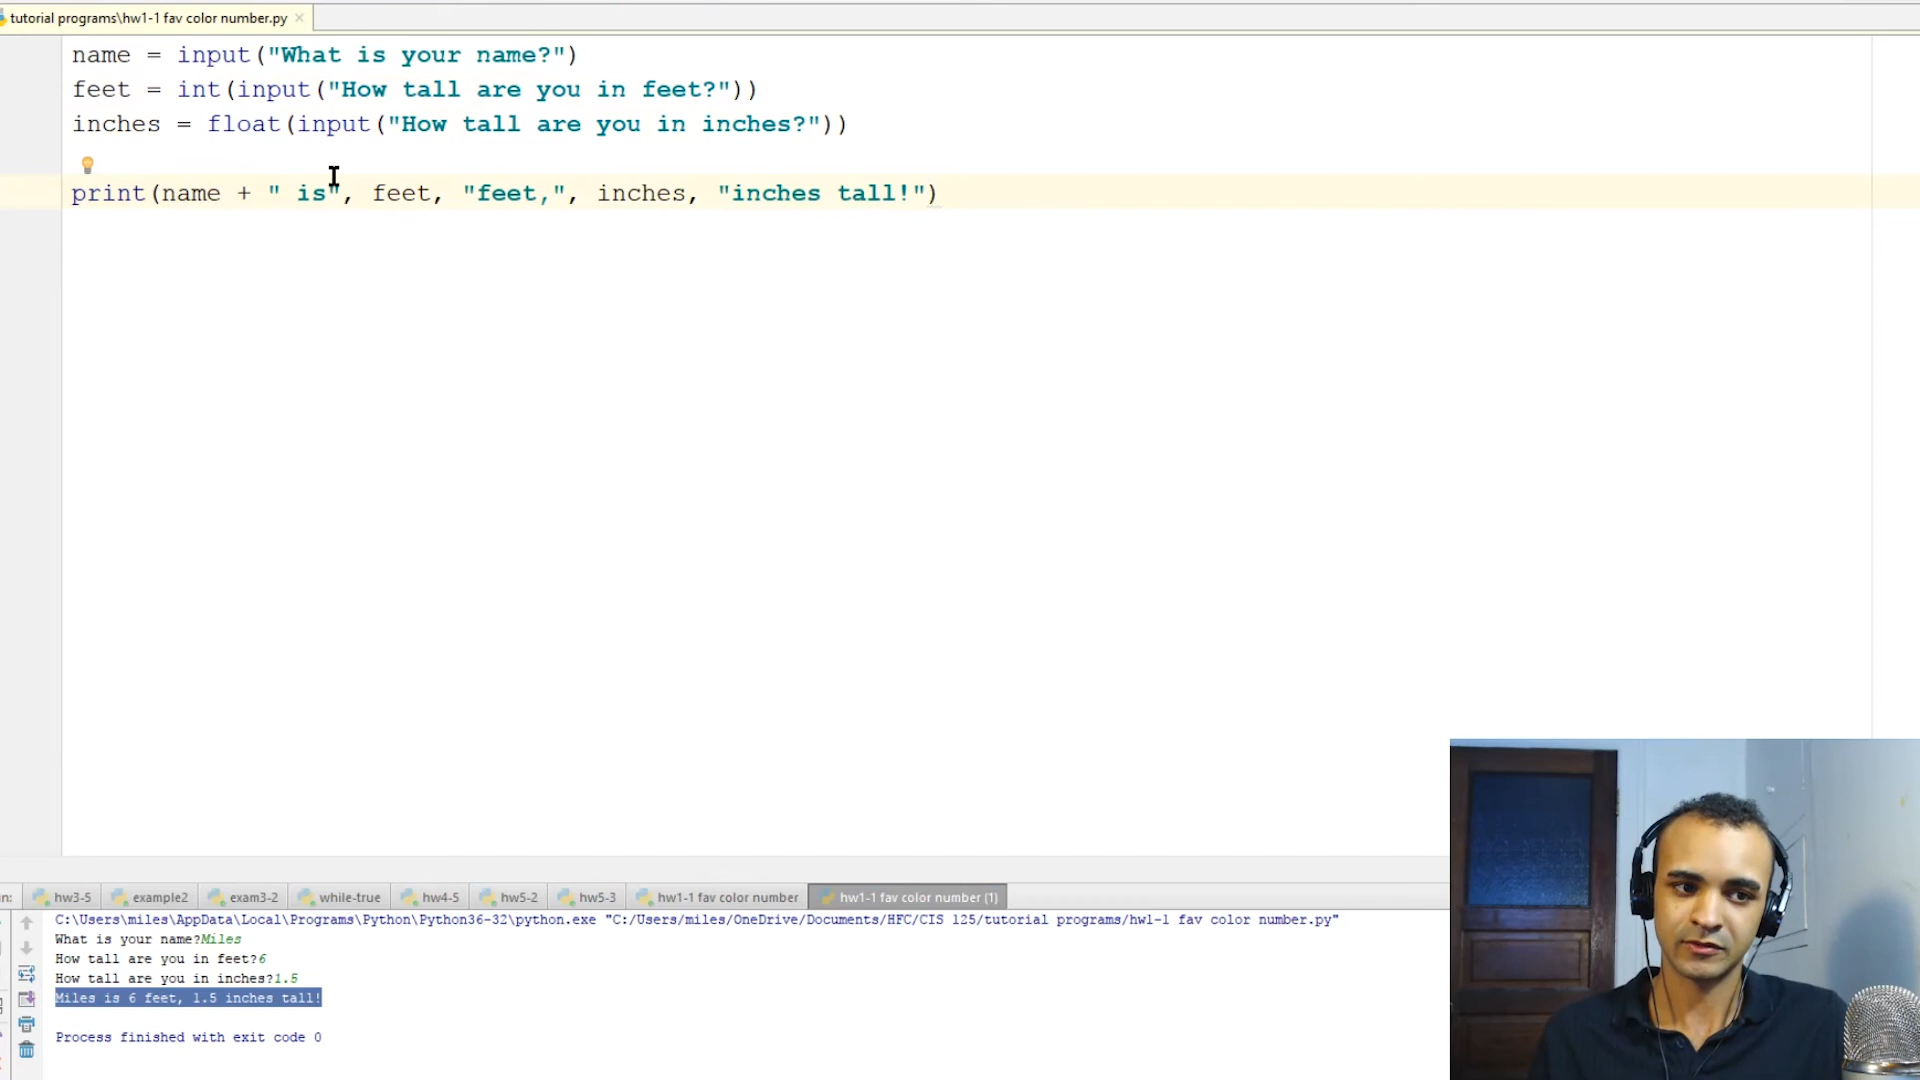 tutorial programs\hw1-1 fav color number.py
name = input("What is your name?")
feet = int(input("How tall are you in feet?"))
inches = float(input("How tall are you in inches?"))
print(name + " is", feet, "feet,", inches, "inches tall!")
n: hw3-5 example2 exam3-2 while-true hw4-5 hw5-2 hw5-3 hw1-1 fav color number hw1-1 fav color number (1)
C:\Users\miles\AppData\Local\Programs\Python\Python36-32\python.exe "C:/Users/miles/OneDrive/Documents/HFC/CIS 125/tutorial programs/hw1-1 fav color number.py"
What is your name?Miles
How tall are you in feet?6
How tall are you in inches?1.5
Miles is 6 feet, 1.5 inches tall!
Process finished with exit code 0